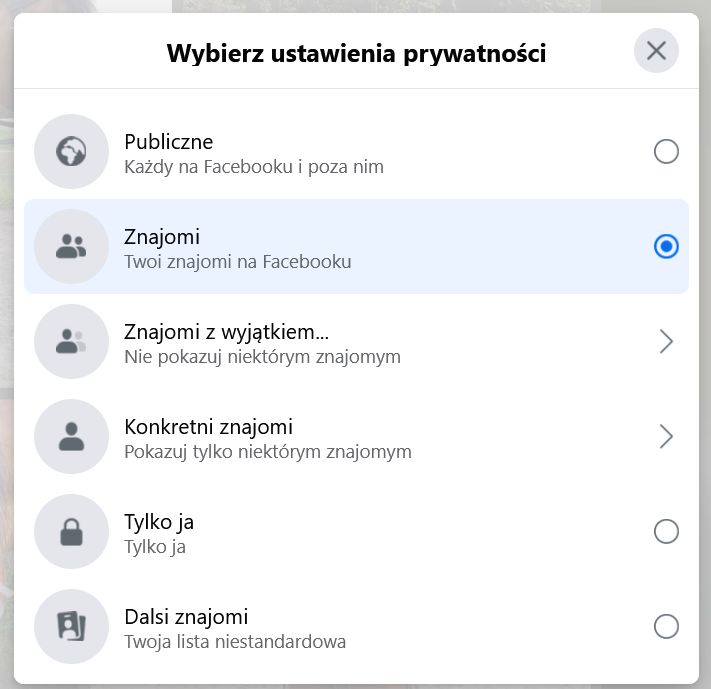 Wybierz ustawienia prywatności
Publiczne
Każdy na Facebooku i poza nim
Znajomi
Twoi znajomi na Facebooku
Znajomi z wyjątkiem...
Nie pokazuj niektórym znajomym
Konkretni znajomi
Pokazuj tylko niektórym znajomym
Tylko ja
Tylko ja
Dalsi znajomi
Twoja lista niestandardowa